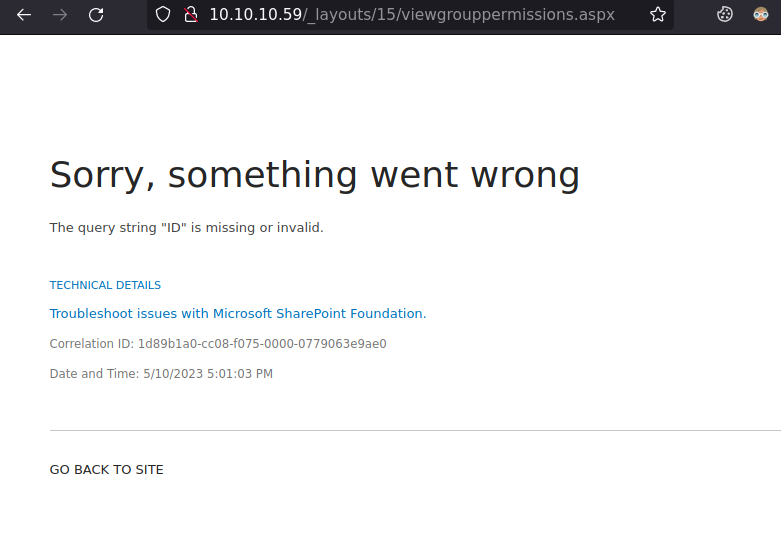 10.10.10.59/_layouts/15/viewgrouppermissions.aspx
Sorry, something went wrong
The query string "ID" is missing or invalid.
TECHNICAL DETAILS
Troubleshoot issues with Microsoft SharePoint Foundation.
Correlation ID: 1d89b1a0-cc08-f075-0000-0779063e9ae0
Date and Time: 5/10/2023 5:01:03 PM
GO BACK TO SITE